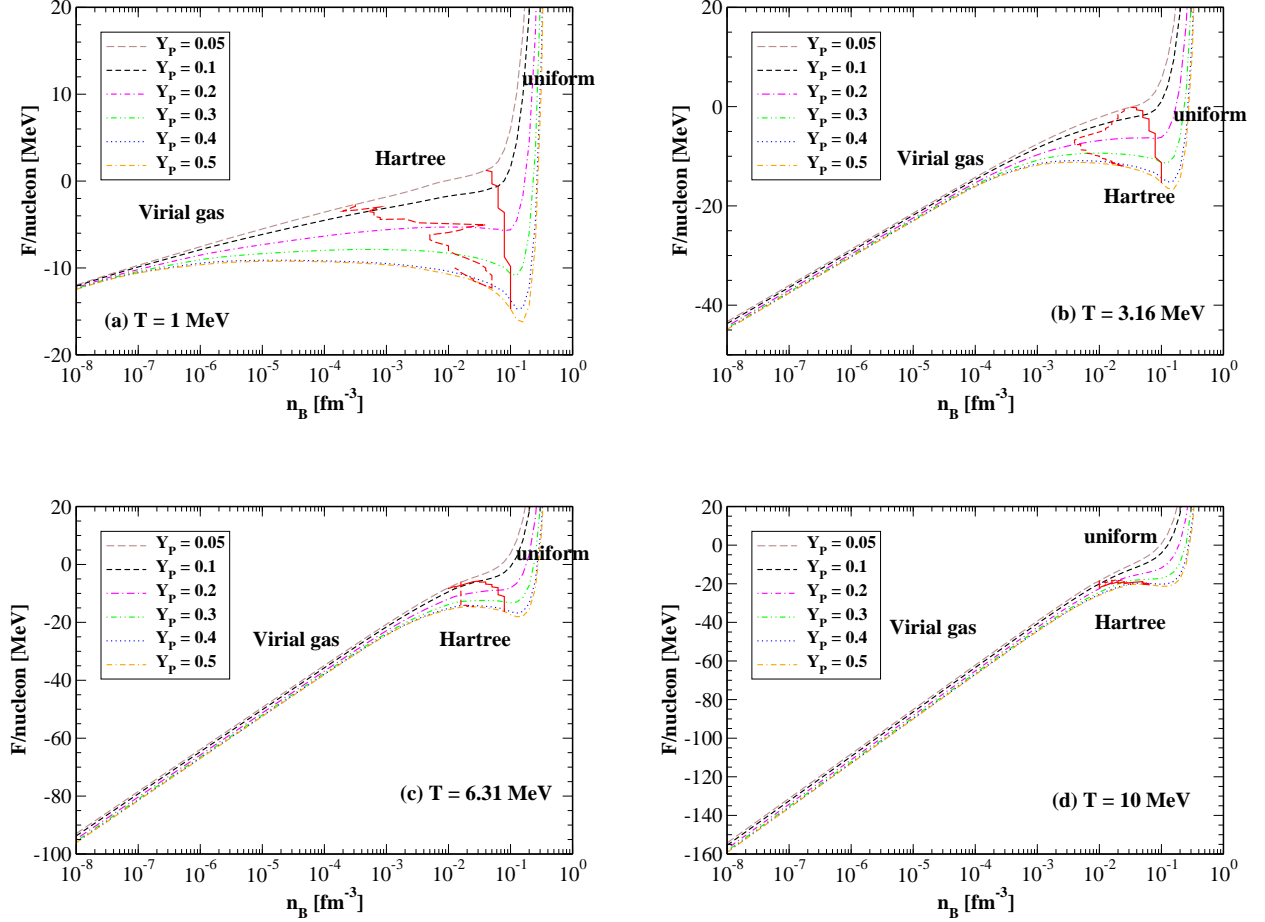 20
10
0
-10
-20
F/nucleon [MeV]
Y_P = 0.05
Y_P = 0.1
Y_P = 0.2
Y_P = 0.3
Y_P = 0.4
Y_P = 0.5
uniform
Hartree
Virial gas
(a) T = 1 MeV
10^-8 10^-7 10^-6 10^-5 10^-4 10^-3 10^-2 10^-1 10^0
n_B [fm^-3]
20
0
-20
-40
F/nucleon [MeV]
Y_P = 0.05
Y_P = 0.1
Y_P = 0.2
Y_P = 0.3
Y_P = 0.4
Y_P = 0.5
uniform
Virial gas
Hartree
(b) T = 3.16 MeV
10^-8 10^-7 10^-6 10^-5 10^-4 10^-3 10^-2 10^-1 10^0
n_B [fm^-3]
20
0
-20
-40
-60
-80
-100
F/nucleon [MeV]
Y_P = 0.05
Y_P = 0.1
Y_P = 0.2
Y_P = 0.3
Y_P = 0.4
Y_P = 0.5
uniform
Virial gas
Hartree
(c) T = 6.31 MeV
10^-8 10^-7 10^-6 10^-5 10^-4 10^-3 10^-2 10^-1 10^0
n_B [fm^-3]
20
0
-20
-40
-60
-80
-100
-120
-140
-160
F/nucleon [MeV]
Y_P = 0.05
Y_P = 0.1
Y_P = 0.2
Y_P = 0.3
Y_P = 0.4
Y_P = 0.5
uniform
Virial gas
Hartree
(d) T = 10 MeV
10^-8 10^-7 10^-6 10^-5 10^-4 10^-3 10^-2 10^-1 10^0
n_B [fm^-3]